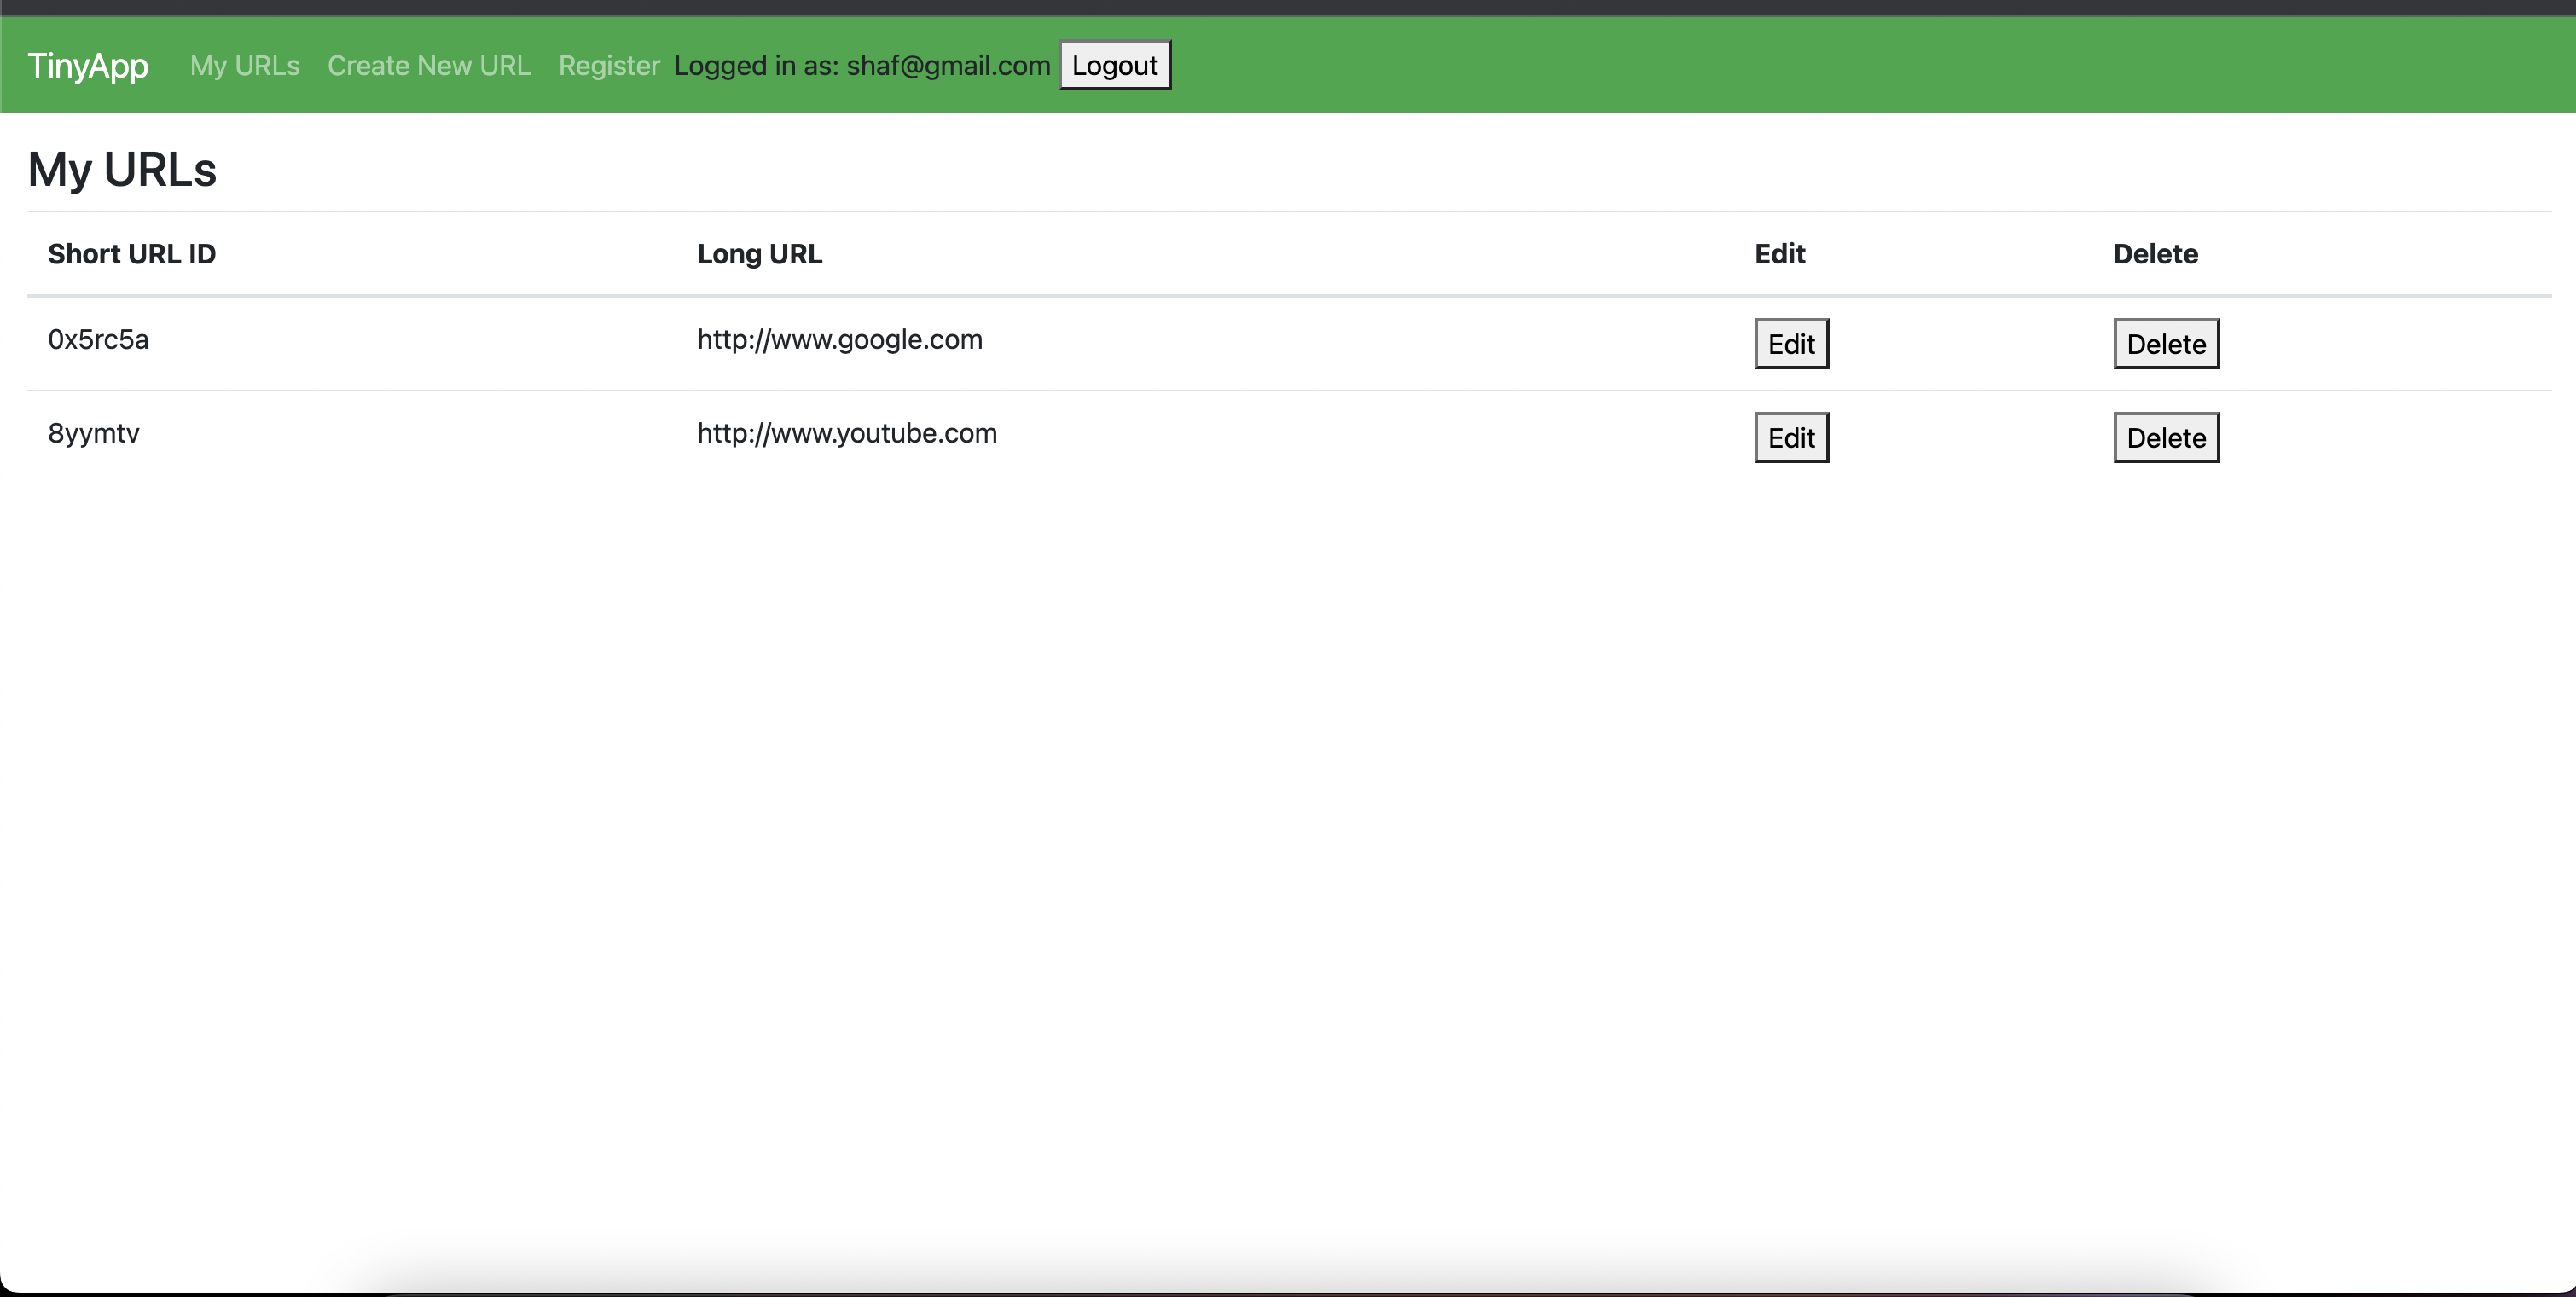 TinyApp My URLs Create New URL Register Logged in as: shaf@gmail.com Logout
My URLs
Short URL ID Long URL Edit Delete
0x5rc5a http://www.google.com Edit Delete
8yymtv http://www.youtube.com Edit Delete